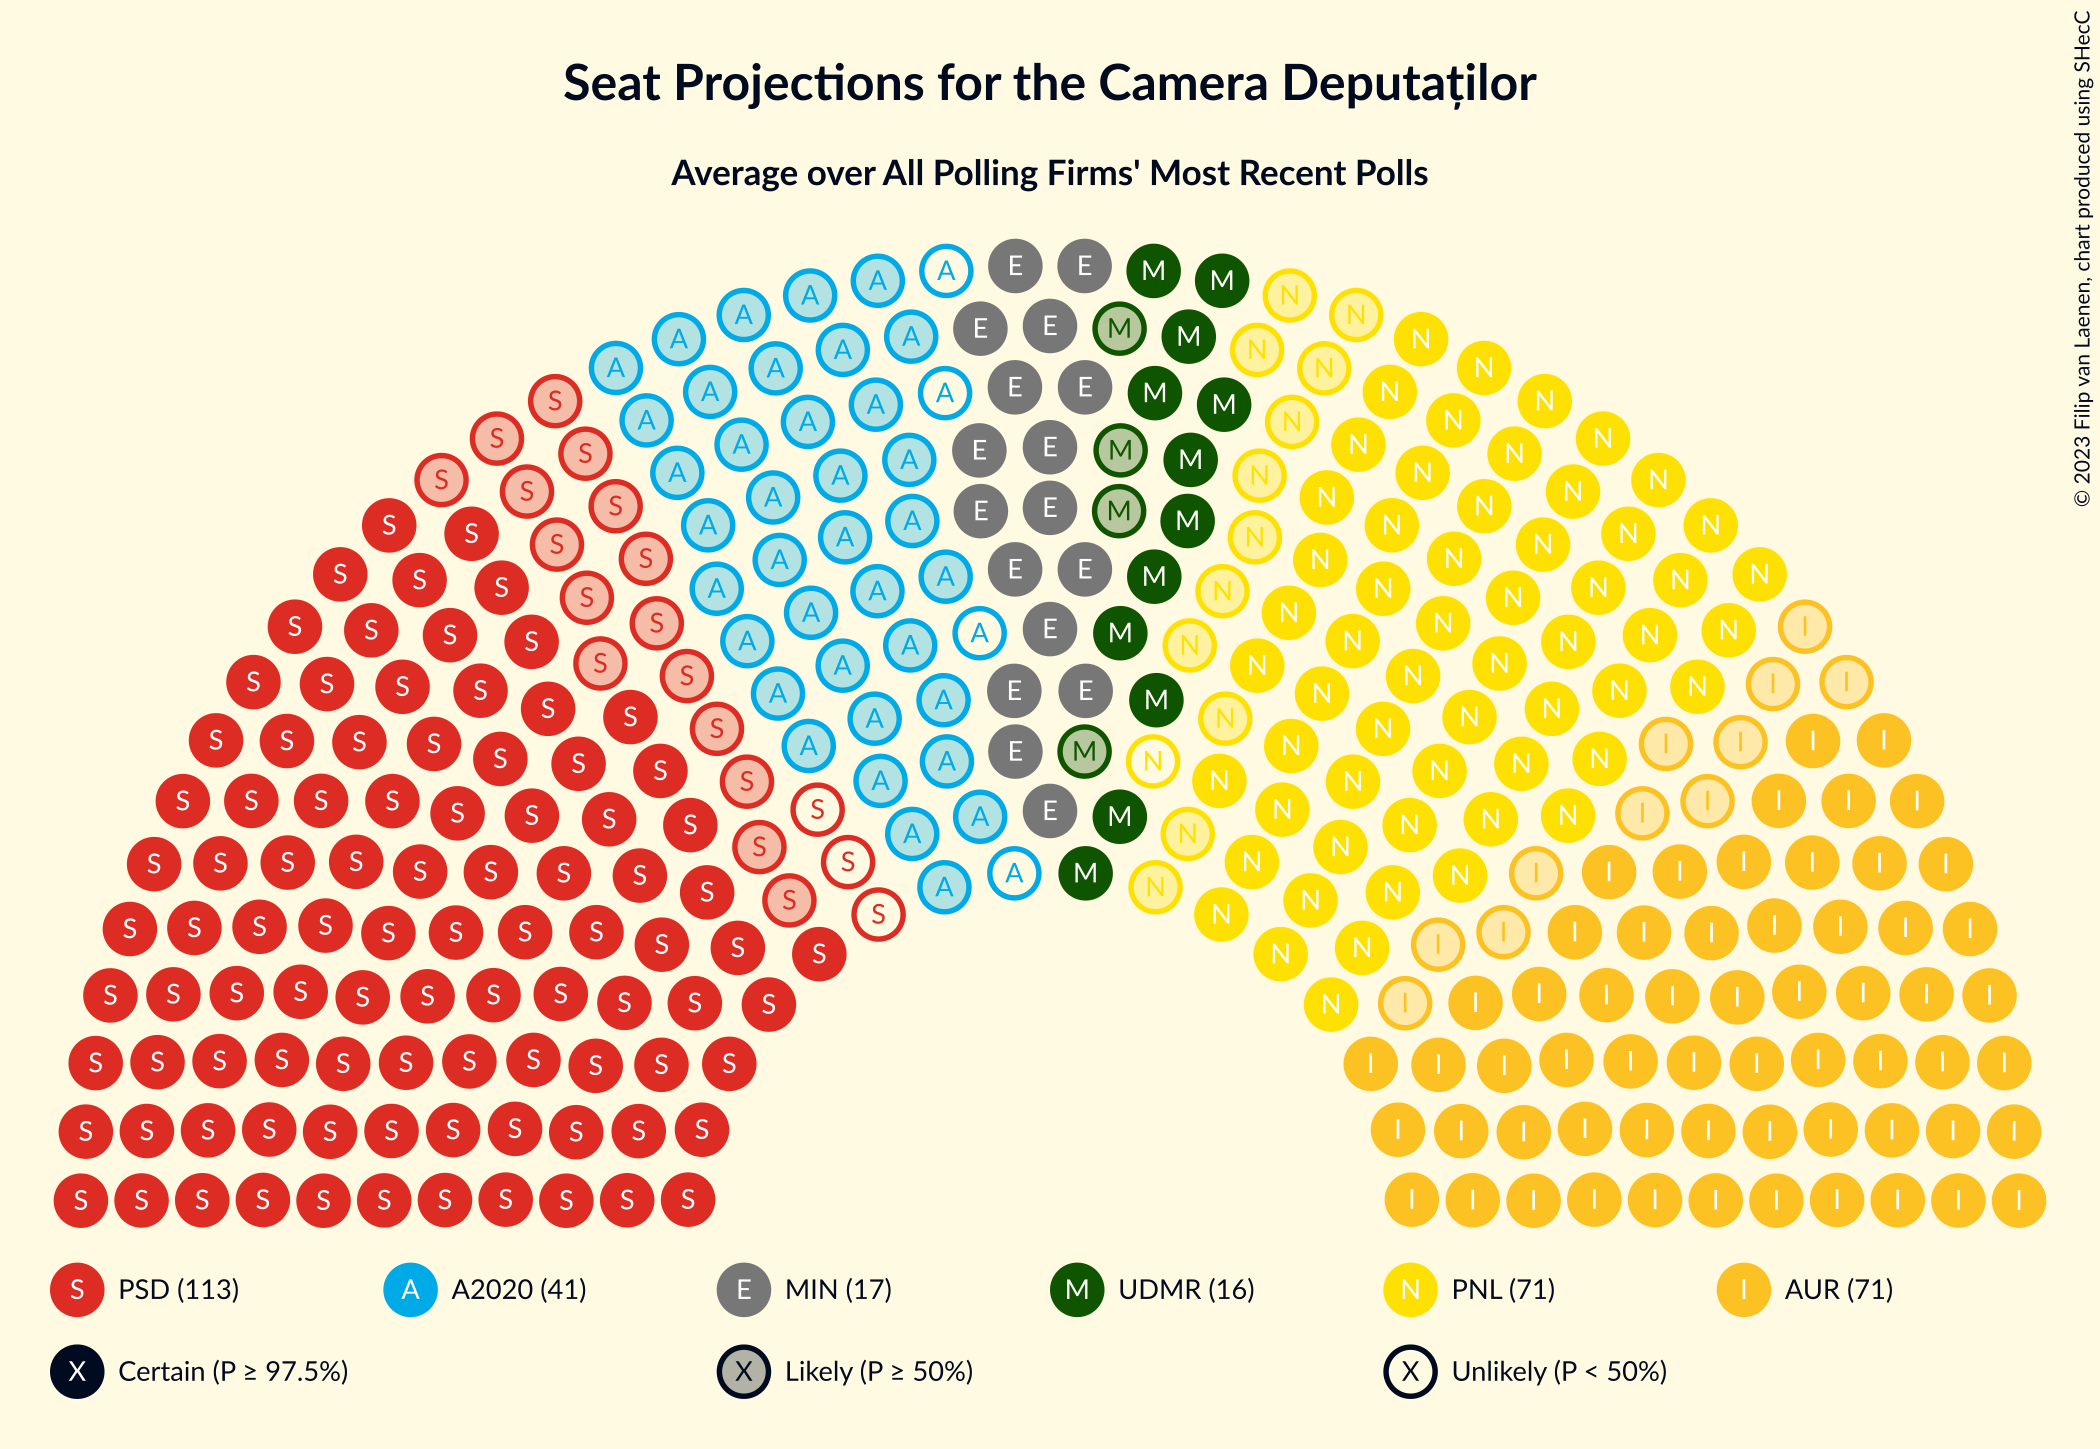 Seat Projections for the Camera Deputaților
Average over All Polling Firms' Most Recent Polls
© 2023 Filip van Laenen, chart produced using SHecC
S PSD (113) A A2020 (41) E MIN (17) M UDMR (16) N PNL (71) I AUR (71)
X Certain (P ≥ 97.5%) X Likely (P ≥ 50%) X Unlikely (P < 50%)